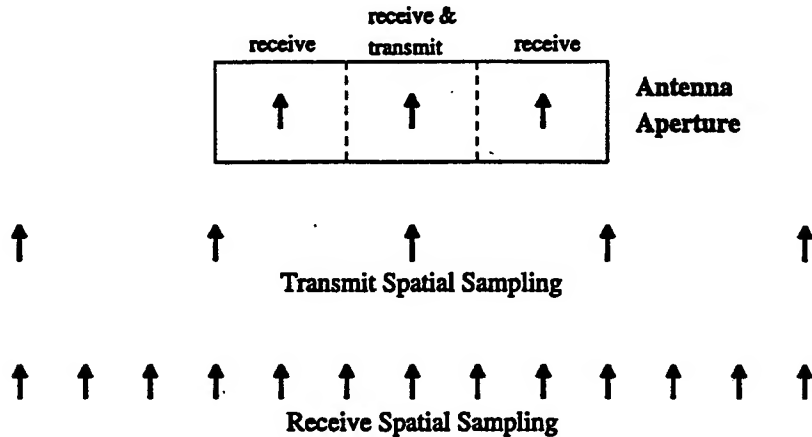 receive &
receive transmit receive
Antenna
Aperture
Transmit Spatial Sampling
Receive Spatial Sampling